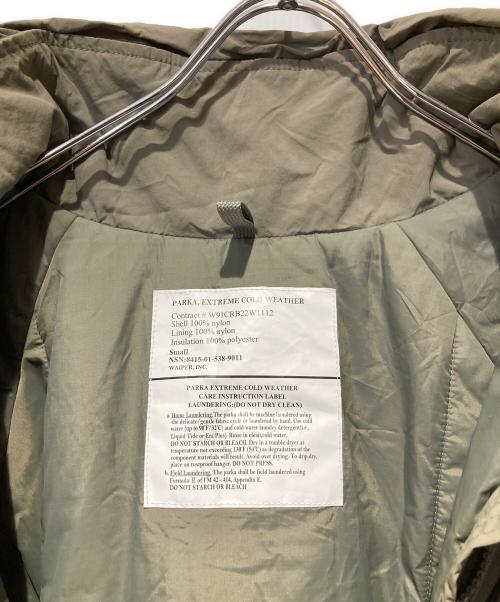 PARKA, EXTREME COLD WEATHER
Contract # W91CRB22W1112
Shell 100% nylon
Lining 100% nylon
Insulation 100% polyester
Small
NSN:8415-01-538-9011
WAIPER, INC.
PARKA EXTREME COLD WEATHER
CARE INSTRUCTION LABEL
LAUNDERING:(DO NOT DRY CLEAN)
a. Home Laundering. The parka shall be machine laundered using
the delicate/gentle fabric cycle or laundered by hand. Use cold
water (up to 90°F/32°C) and cold water laundry detergent(i.e.,
Liquid Tide or Era Plus). Rinse in clean,cold water.
DO NOT STARCH OR BLEACH. Dry in a tumble dryer at
temperature not exceeding 130°F (54°C) as degradation of the
component materials will result. Avoid over drying. To drip dry,
place on rustproof hanger. DO NOT PRESS.
b. Field Laundering. The parka shall be field laundered using
Formula II of FM 42 - 414, Appendix E.
DO NOT STARCH OR BLEACH